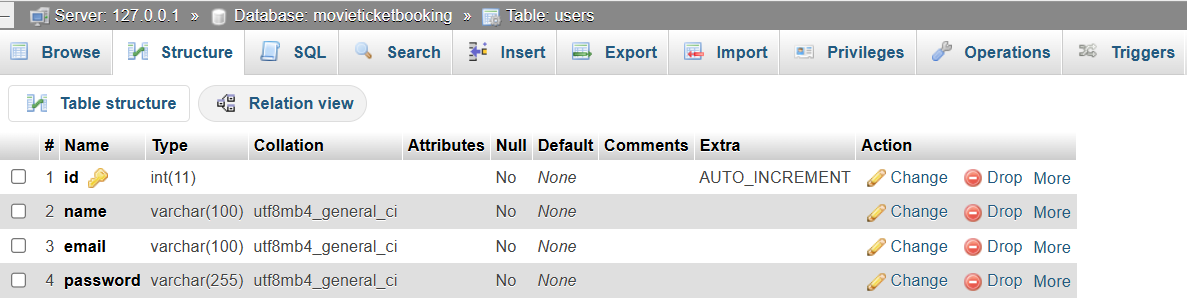 Server: 127.0.0.1 » Database: movieticketbooking » Table: users
Browse Structure SQL Search Insert Export Import Privileges Operations Triggers
Table structure Relation view
# Name Type Collation Attributes Null Default Comments Extra Action
1 id int(11) No None AUTO_INCREMENT Change Drop More
2 name varchar(100) utf8mb4_general_ci No None Change Drop More
3 email varchar(100) utf8mb4_general_ci No None Change Drop More
4 password varchar(255) utf8mb4_general_ci No None Change Drop More